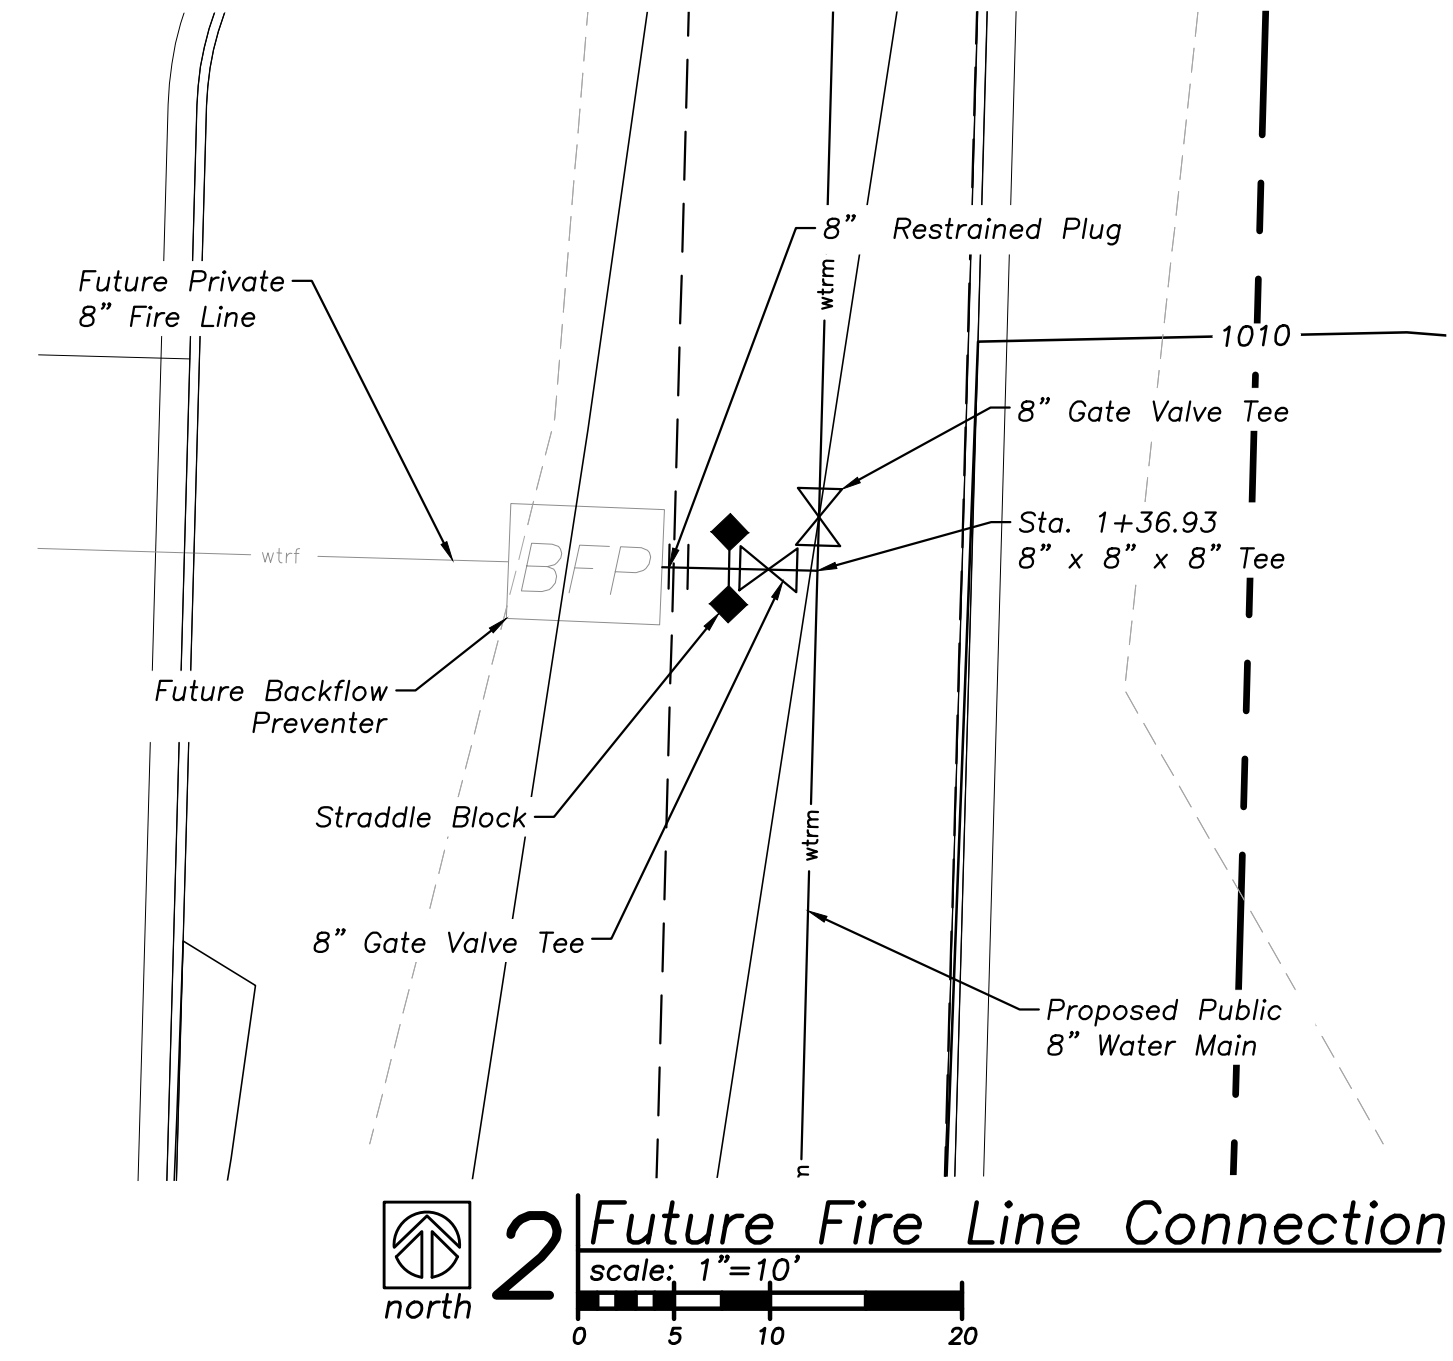 8” Restrained Plug
wtrm
Future Private
8” Fire Line
1010
8” Gate Valve Tee
Sta. 1+36.93
8” x 8” x 8” Tee
wtrf
BFP
Future Backflow
Preventer
Straddle Block
wtrm
8” Gate Valve Tee
Proposed Public
8” Water Main
north
2
Future Fire Line Connection
scale: 1”=10’
0 5 10 20